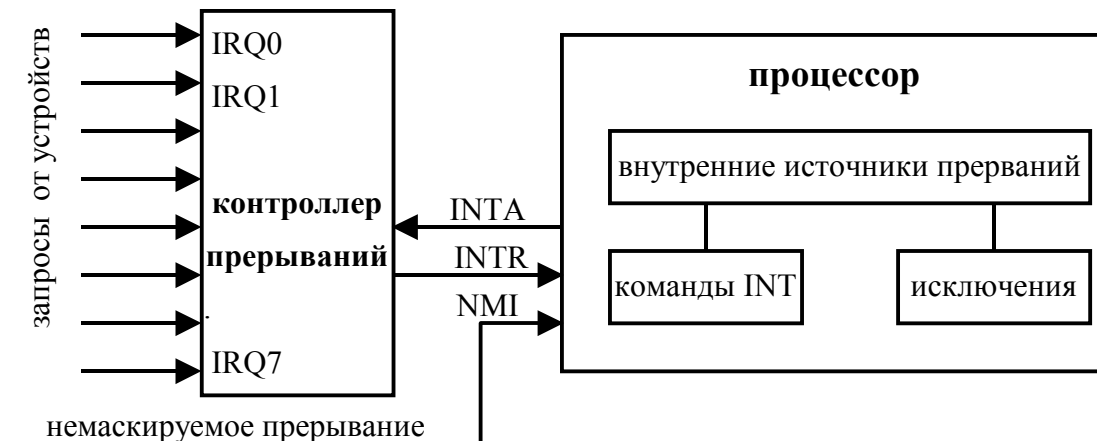 запросы от устройств
IRQ0
IRQ1
контроллер
прерываний
.
IRQ7
INTA
INTR
NMI
процессор
внутренние источники прерваний
команды INT
исключения
немаскируемое прерывание